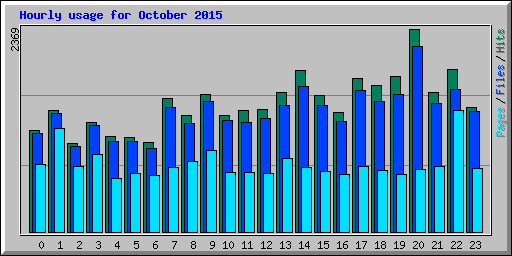 Hourly usage for October 2015
2369
Pages/Files/Hits
0 1 2 3 4 5 6 7 8 9 10 11 12 13 14 15 16 17 18 19 20 21 22 23